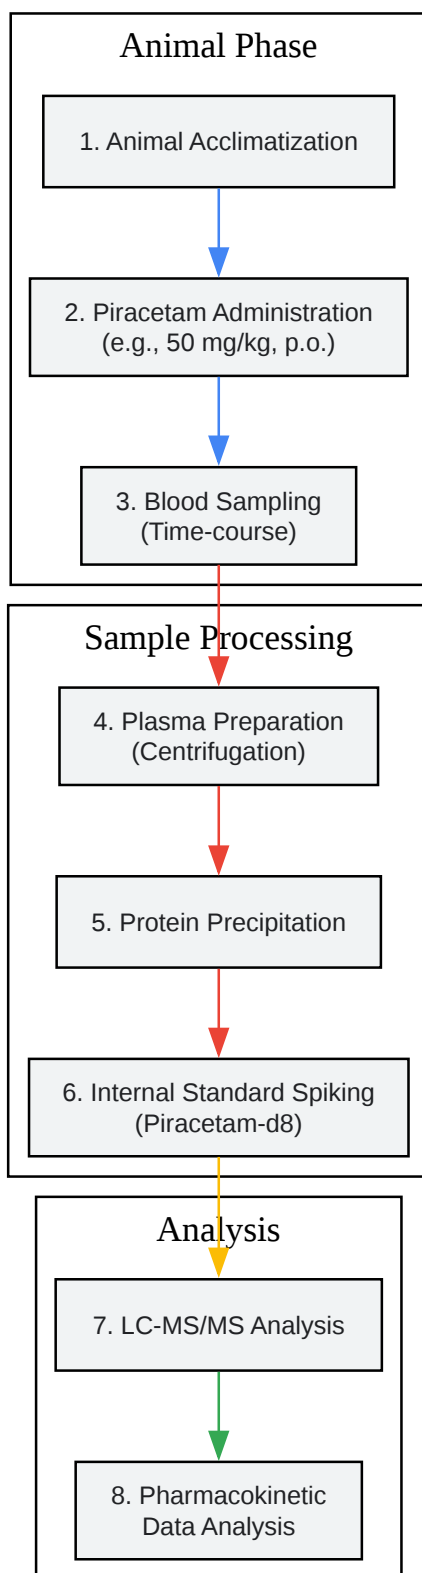 Animal Phase
1. Animal Acclimatization
2. Piracetam Administration
(e.g., 50 mg/kg, p.o.)
3. Blood Sampling
(Time-course)
Sample Processing
4. Plasma Preparation
(Centrifugation)
5. Protein Precipitation
6. Internal Standard Spiking
(Piracetam-d8)
Analysis
7. LC-MS/MS Analysis
8. Pharmacokinetic
Data Analysis